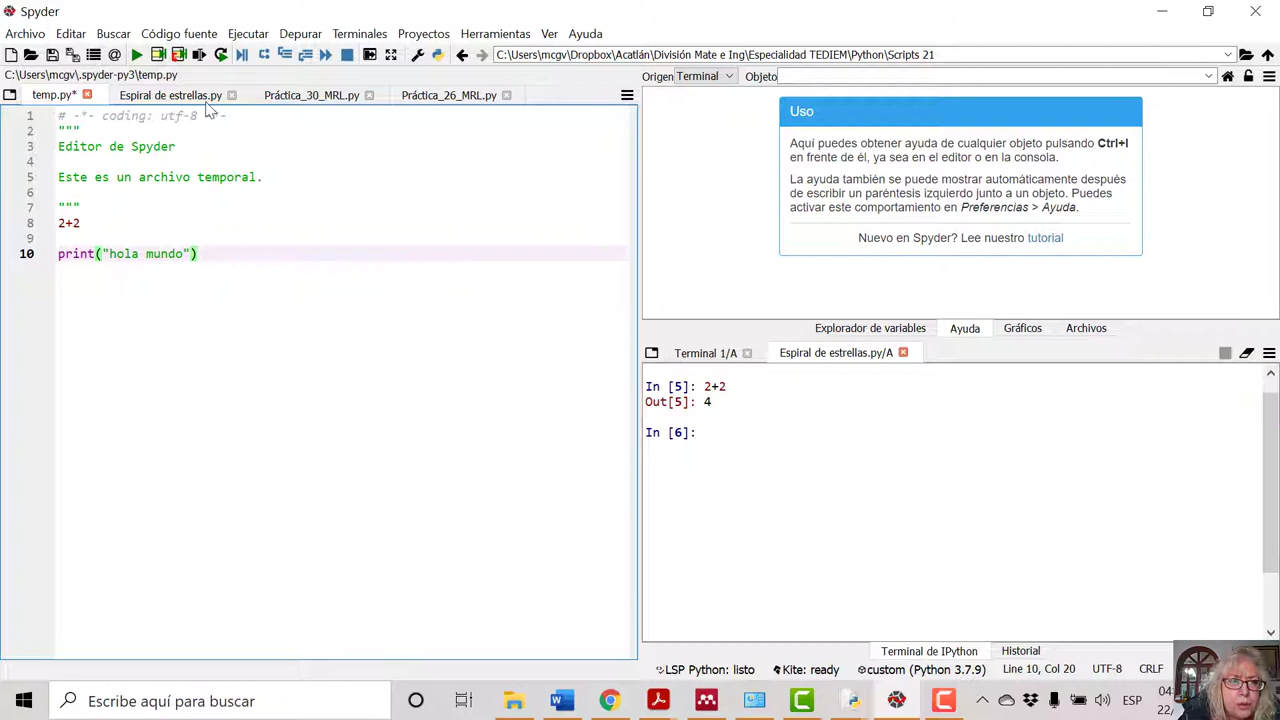 Spyder
Archivo Editar Buscar Código fuente Ejecutar Depurar Terminales Proyectos Herramientas Ver Ayuda
C:\Users\mcgv\Dropbox\Acatlán\División Mate e Ing\Especialidad TEDIEM\Python\Scripts 21
C:\Users\mcgv\.spyder-py3\temp.py
temp.py* Espiral de estrellas.py Práctica_30_MRL.py Práctica_26_MRL.py
1 # -*- coding: utf-8 -*-
2 """
3 Editor de Spyder
4
5 Este es un archivo temporal.
6
7 """
8 2+2
9
10 print("hola mundo")
Origen Terminal Objeto
Uso
Aquí puedes obtener ayuda de cualquier objeto pulsando Ctrl+I
en frente de él, ya sea en el editor o en la consola.
La ayuda también se puede mostrar automáticamente después
de escribir un paréntesis izquierdo junto a un objeto. Puedes
activar este comportamiento en Preferencias > Ayuda.
Nuevo en Spyder? Lee nuestro tutorial
Explorador de variables Ayuda Gráficos Archivos
Terminal 1/A Espiral de estrellas.py/A
In [5]: 2+2
Out[5]: 4
In [6]:
Terminal de IPython Historial
LSP Python: listo Kite: ready custom (Python 3.7.9) Line 10, Col 20 UTF-8 CRLF
Escribe aquí para buscar
ESP